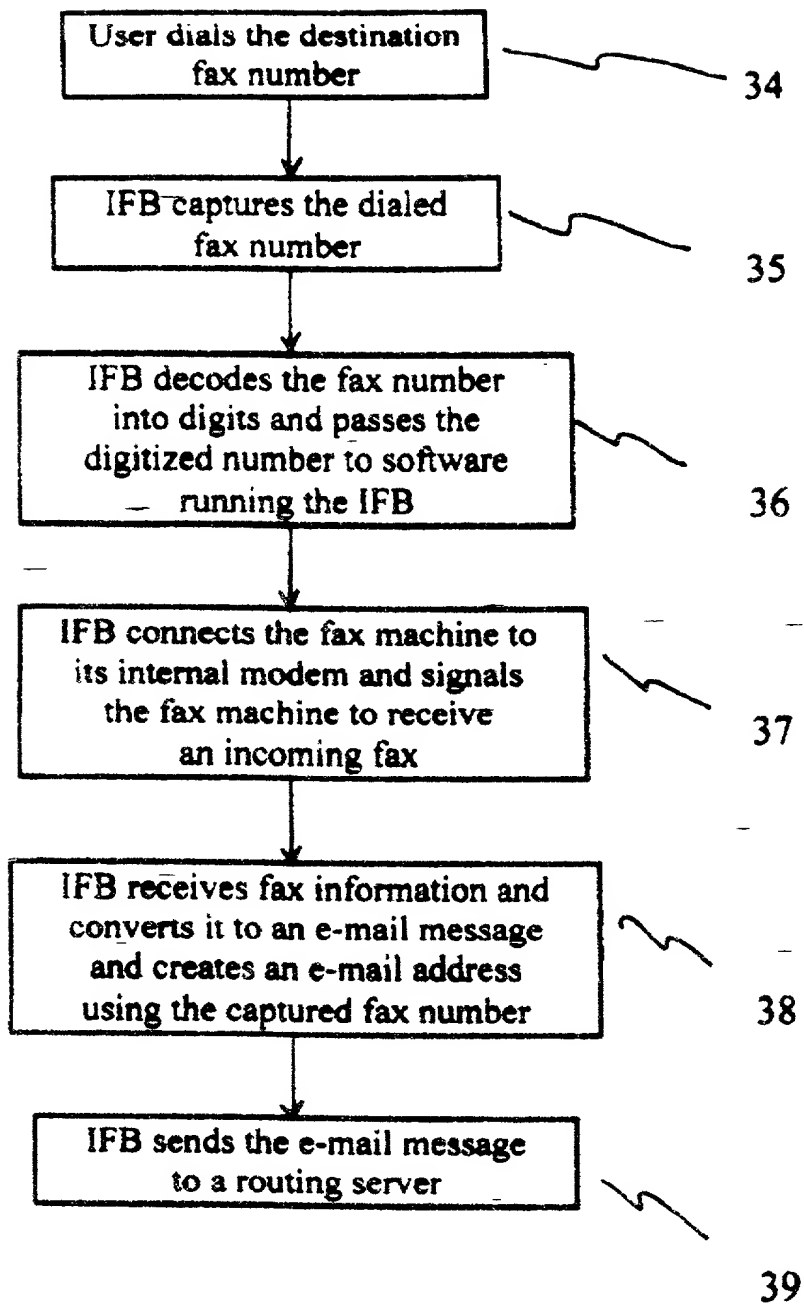 User dials the destination
fax number
34
IFB captures the dialed
fax number
35
IFB decodes the fax number
into digits and passes the
digitized number to software
running the IFB
36
IFB connects the fax machine to
its internal modem and signals
the fax machine to receive
an incoming fax
37
IFB receives fax information and
converts it to an e-mail message
and creates an e-mail address
using the captured fax number
38
IFB sends the e-mail message
to a routing server
39